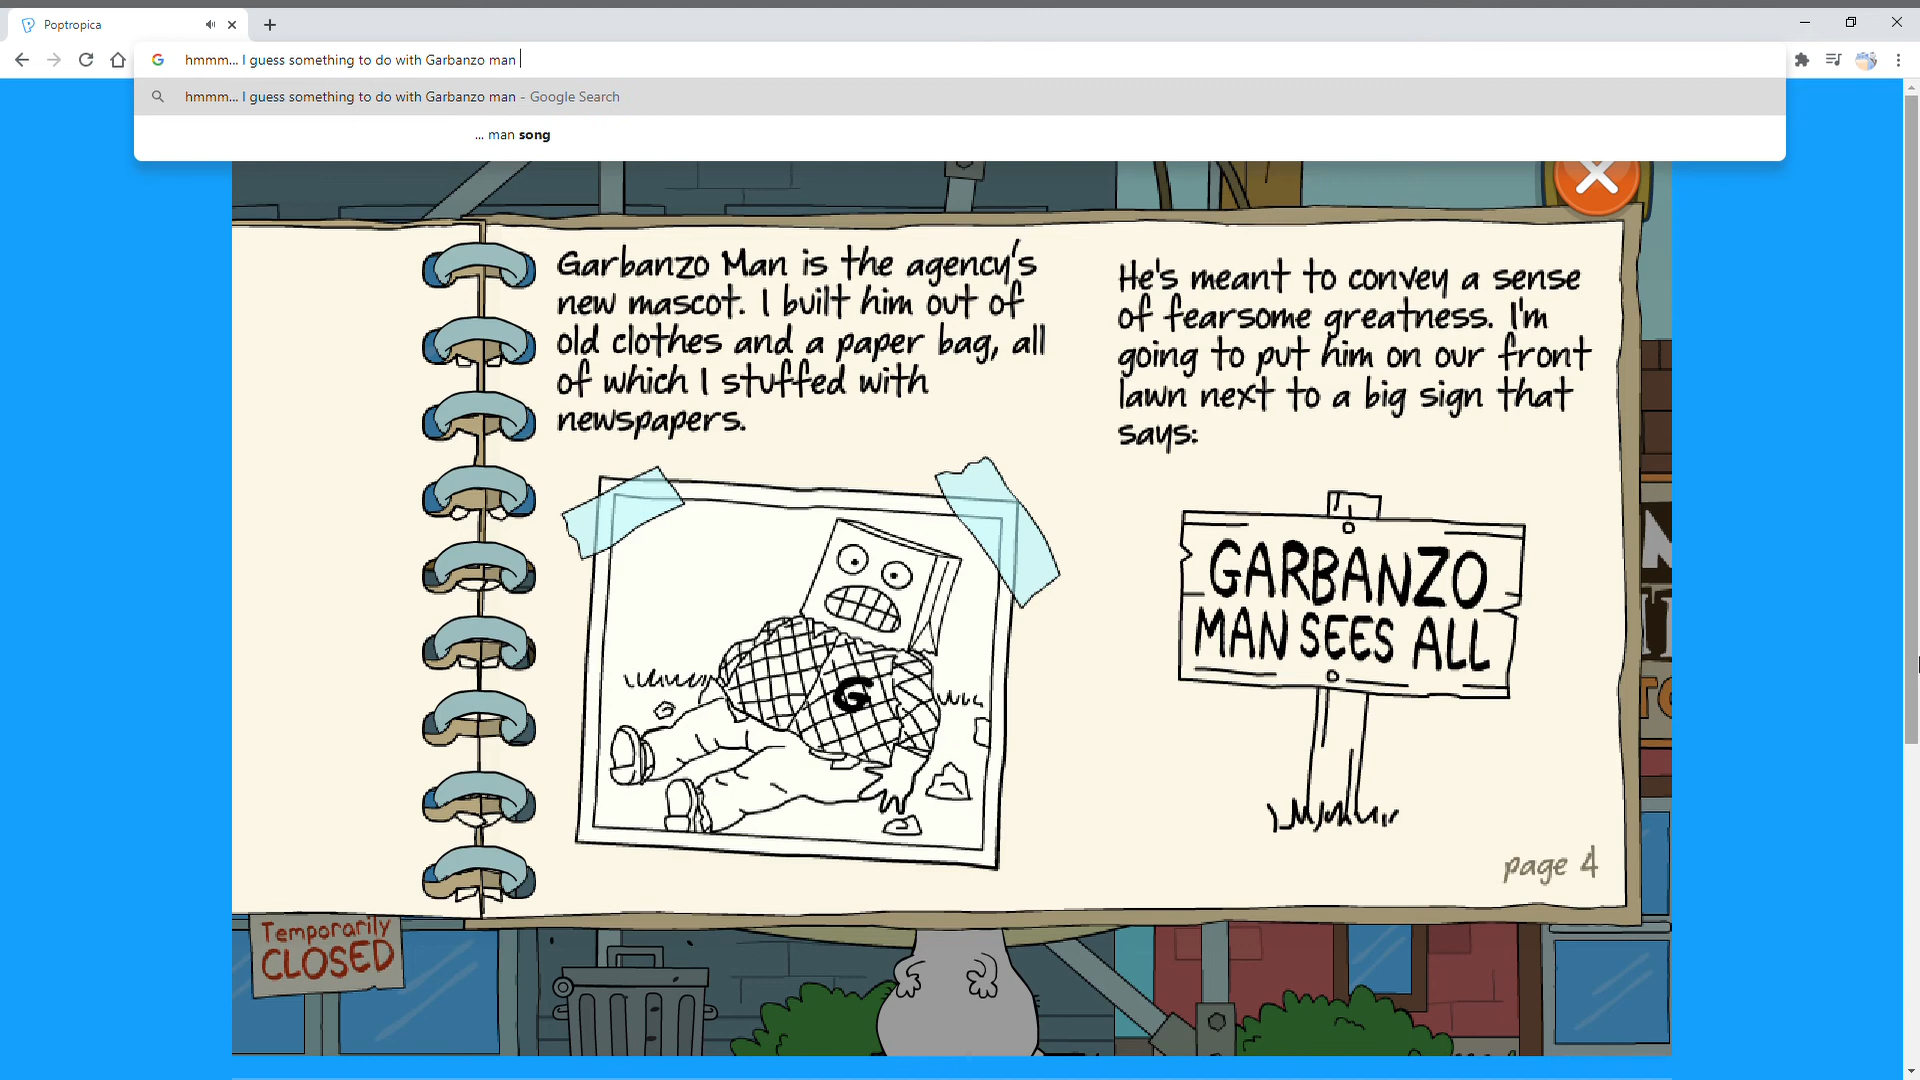 Poptropica
hmmm... I guess something to do with Garbanzo man
hmmm... I guess something to do with Garbanzo man - Google Search
... man song
Garbanzo Man is the agency's
new mascot. I built him out of
old clothes and a paper bag, all
of which I stuffed with
newspapers.
He's meant to convey a sense
of fearsome greatness. I'm
going to put him on our front
lawn next to a big sign that
says:
G
GARBANZO
MAN SEES ALL
page 4
Temporarily
CLOSED